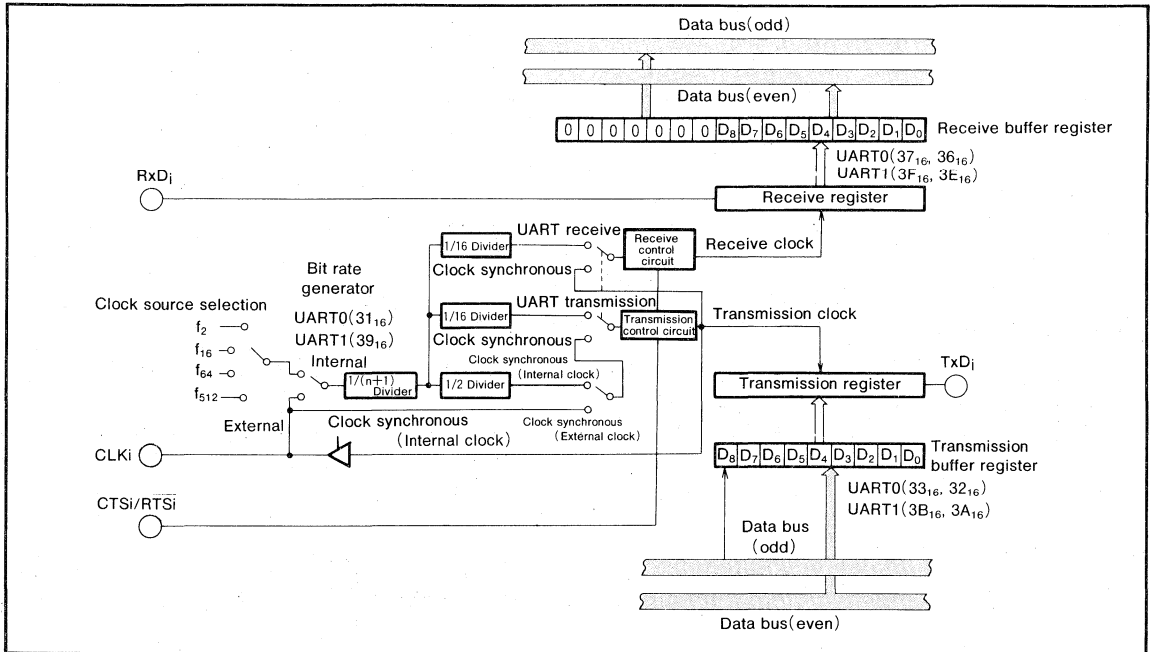 Data bus(odd)
Data bus(even)
0 0 0 0 0 0 0 D8 D7 D6 D5 D4 D3 D2 D1 D0
Receive buffer register
UART0(37₁₆, 36₁₆)
UART1(3F₁₆, 3E₁₆)
RxDi
Receive register
UART receive
1/16 Divider
Receive control circuit
Receive clock
Clock synchronous
Bit rate generator
Clock source selection
UART0(31₁₆)
UART1(39₁₆)
UART transmission
1/16 Divider
Transmission control circuit
Transmission clock
f₂
f₁₆
f₆₄
f₅₁₂
Internal
Clock synchronous
Clock synchronous
(Internal clock)
TxDi
1/(n+1) Divider
1/2 Divider
Transmission register
External
Clock synchronous
(Internal clock)
Clock synchronous
(External clock)
CLKi
D8 D7 D6 D5 D4 D3 D2 D1 D0
Transmission buffer register
UART0(33₁₆, 32₁₆)
UART1(3B₁₆, 3A₁₆)
CTSi/R̅T̅S̅i̅
Data bus
(odd)
Data bus(even)